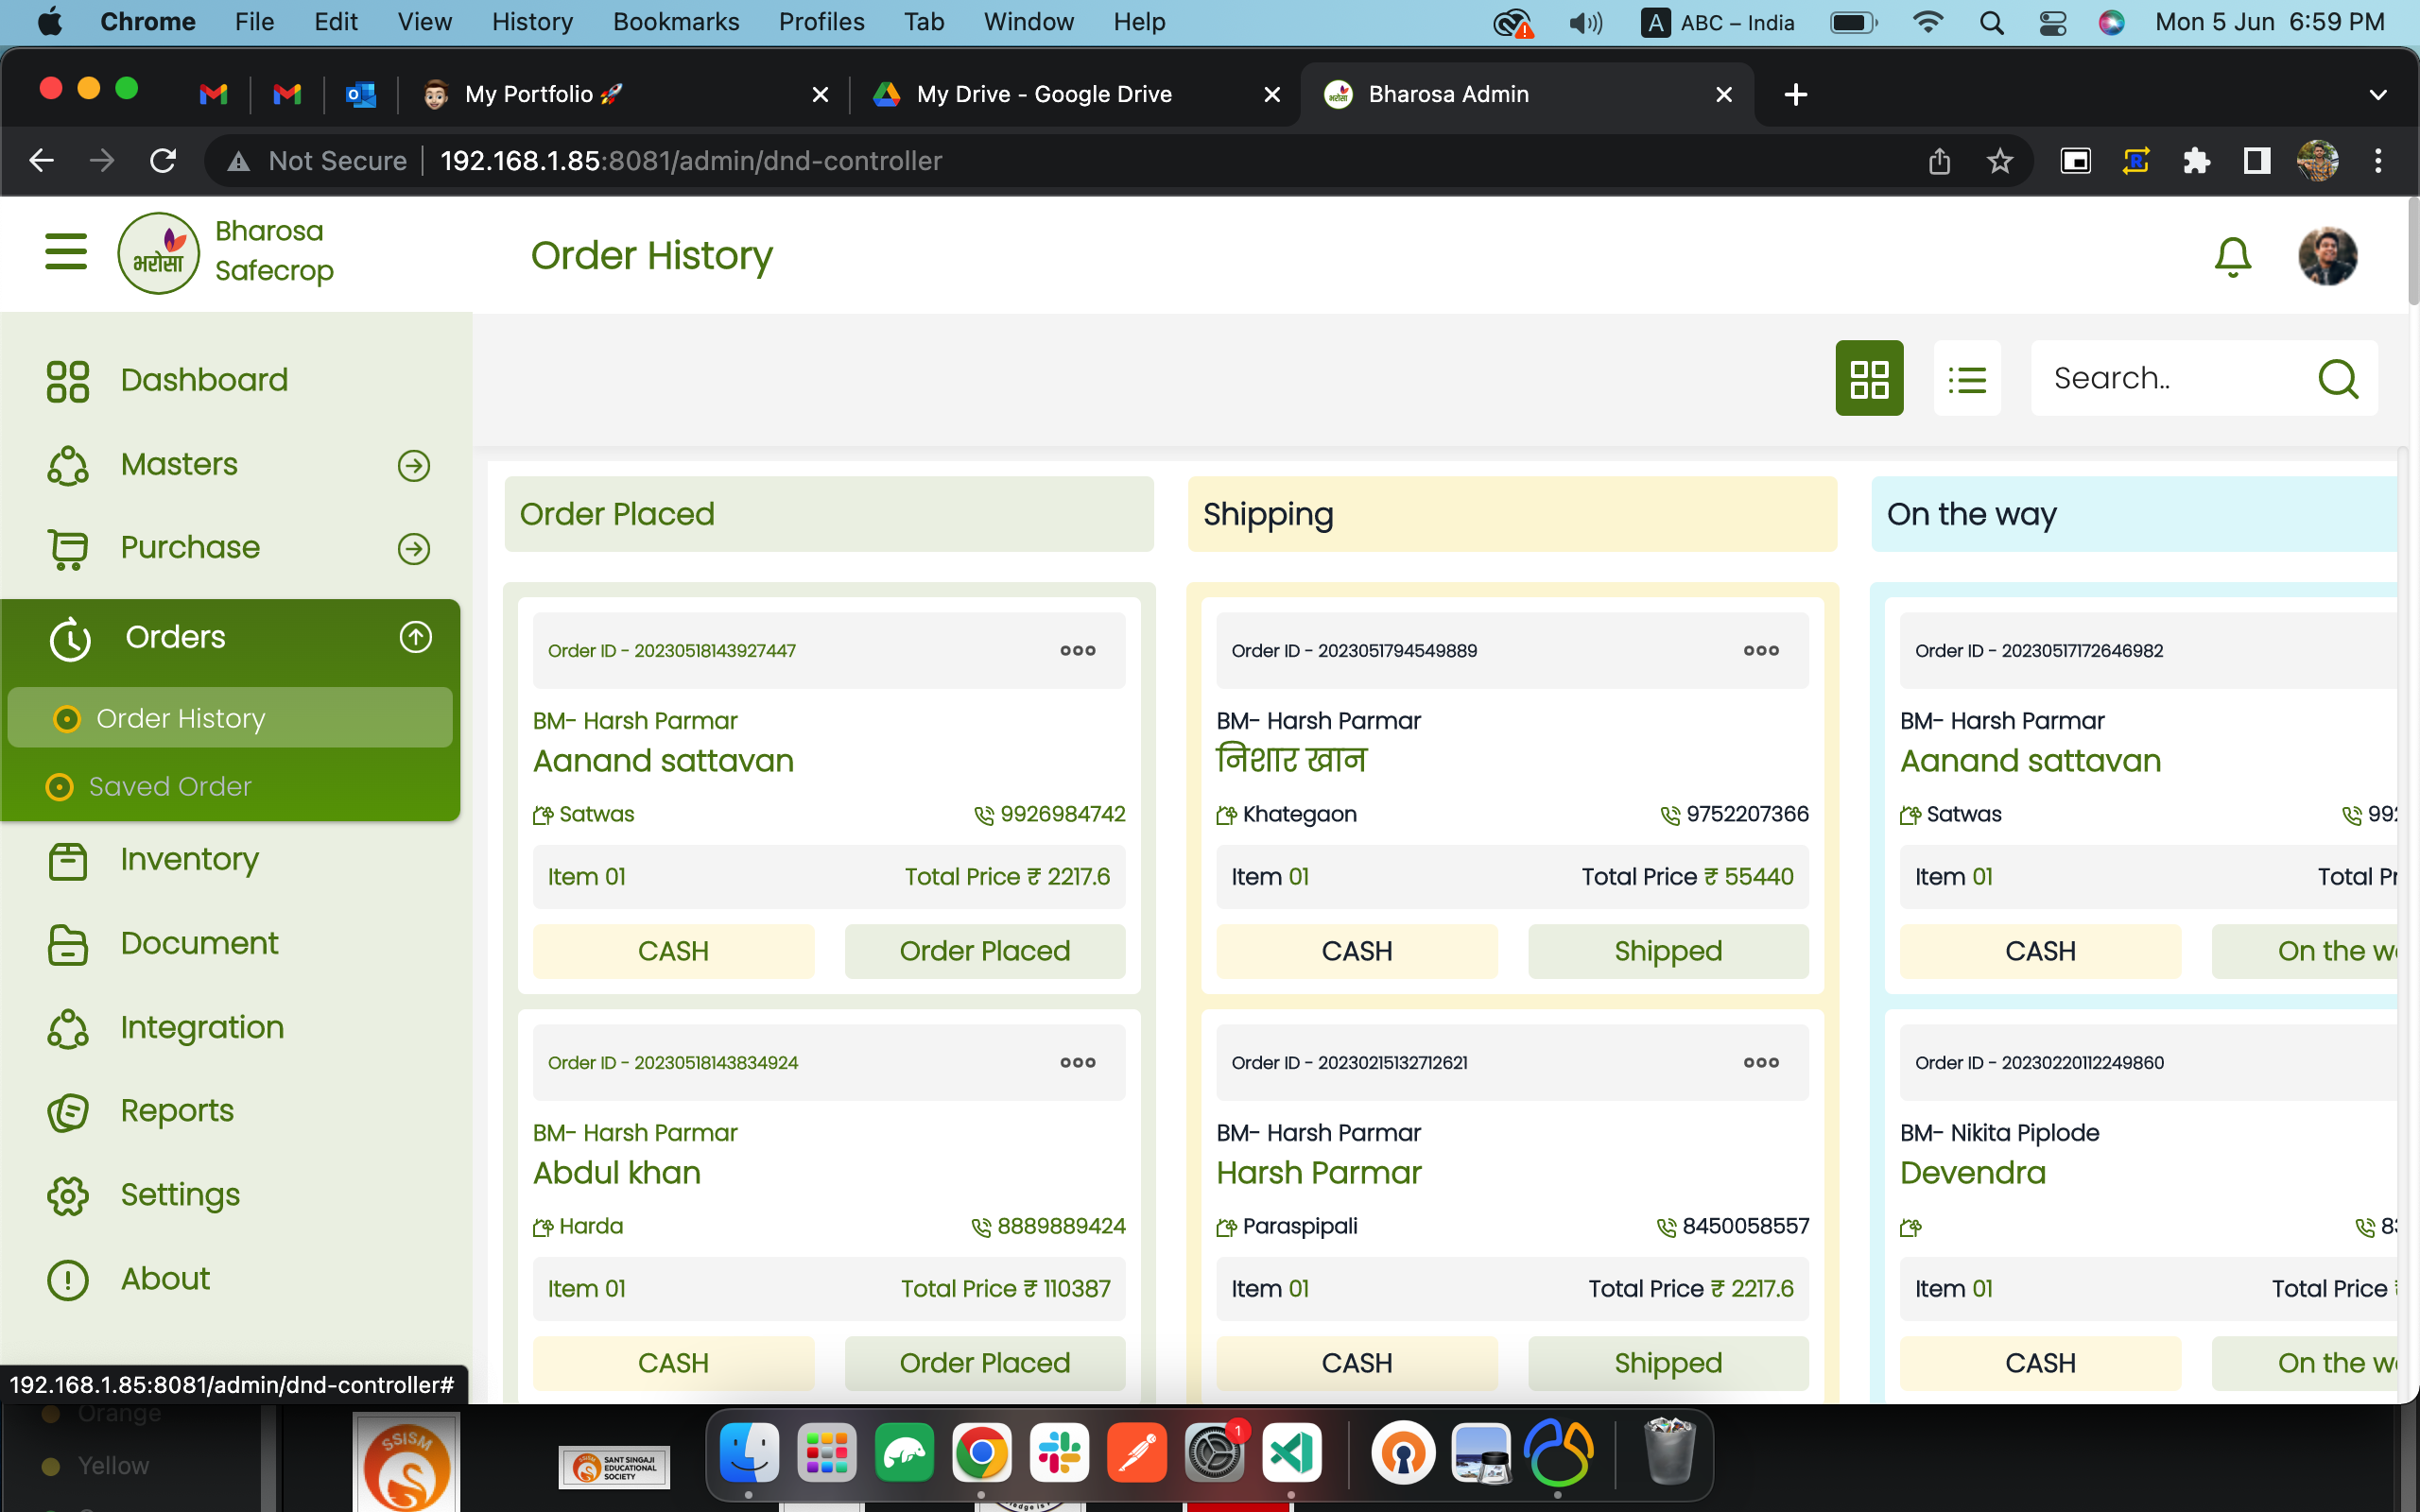 Chrome File Edit View History Bookmarks Profiles Tab Window Help
A ABC – India Mon 5 Jun 6:59 PM
My Portfolio 🚀
My Drive - Google Drive
Bharosa Admin
Not Secure 192.168.1.85:8081/admin/dnd-controller
भरोसा
Bharosa
Safecrop
Order History
Dashboard
Masters
Purchase
Orders
Order History
Saved Order
Inventory
Document
Integration
Reports
Settings
About
Search..
Order Placed
Order ID - 20230518143927447
BM- Harsh Parmar
Aanand sattavan
Satwas 9926984742
Item 01 Total Price ₹ 2217.6
CASH Order Placed
Order ID - 20230518143834924
BM- Harsh Parmar
Abdul khan
Harda 8889889424
Item 01 Total Price ₹ 110387
CASH Order Placed
Shipping
Order ID - 2023051794549889
BM- Harsh Parmar
निशार खान
Khategaon 9752207366
Item 01 Total Price ₹ 55440
CASH Shipped
Order ID - 20230215132712621
BM- Harsh Parmar
Harsh Parmar
Paraspipali 8450058557
Item 01 Total Price ₹ 2217.6
CASH Shipped
On the way
Order ID - 20230517172646982
BM- Harsh Parmar
Aanand sattavan
Satwas 992
Item 01 Total Pr
CASH On the w
Order ID - 20230220112249860
BM- Nikita Piplode
Devendra
83
Item 01 Total Price
CASH On the w
192.168.1.85:8081/admin/dnd-controller#
Orange
Yellow
SSISM
SANT SINGAJI
EDUCATIONAL
SOCIETY
1